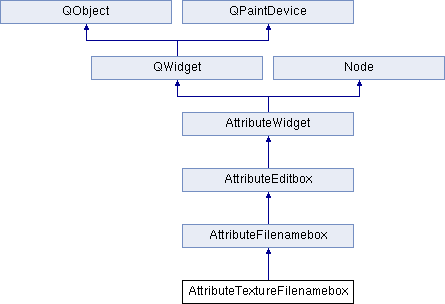 QObject
QPaintDevice
QWidget
Node
AttributeWidget
AttributeEditbox
AttributeFilenamebox
AttributeTextureFilenamebox